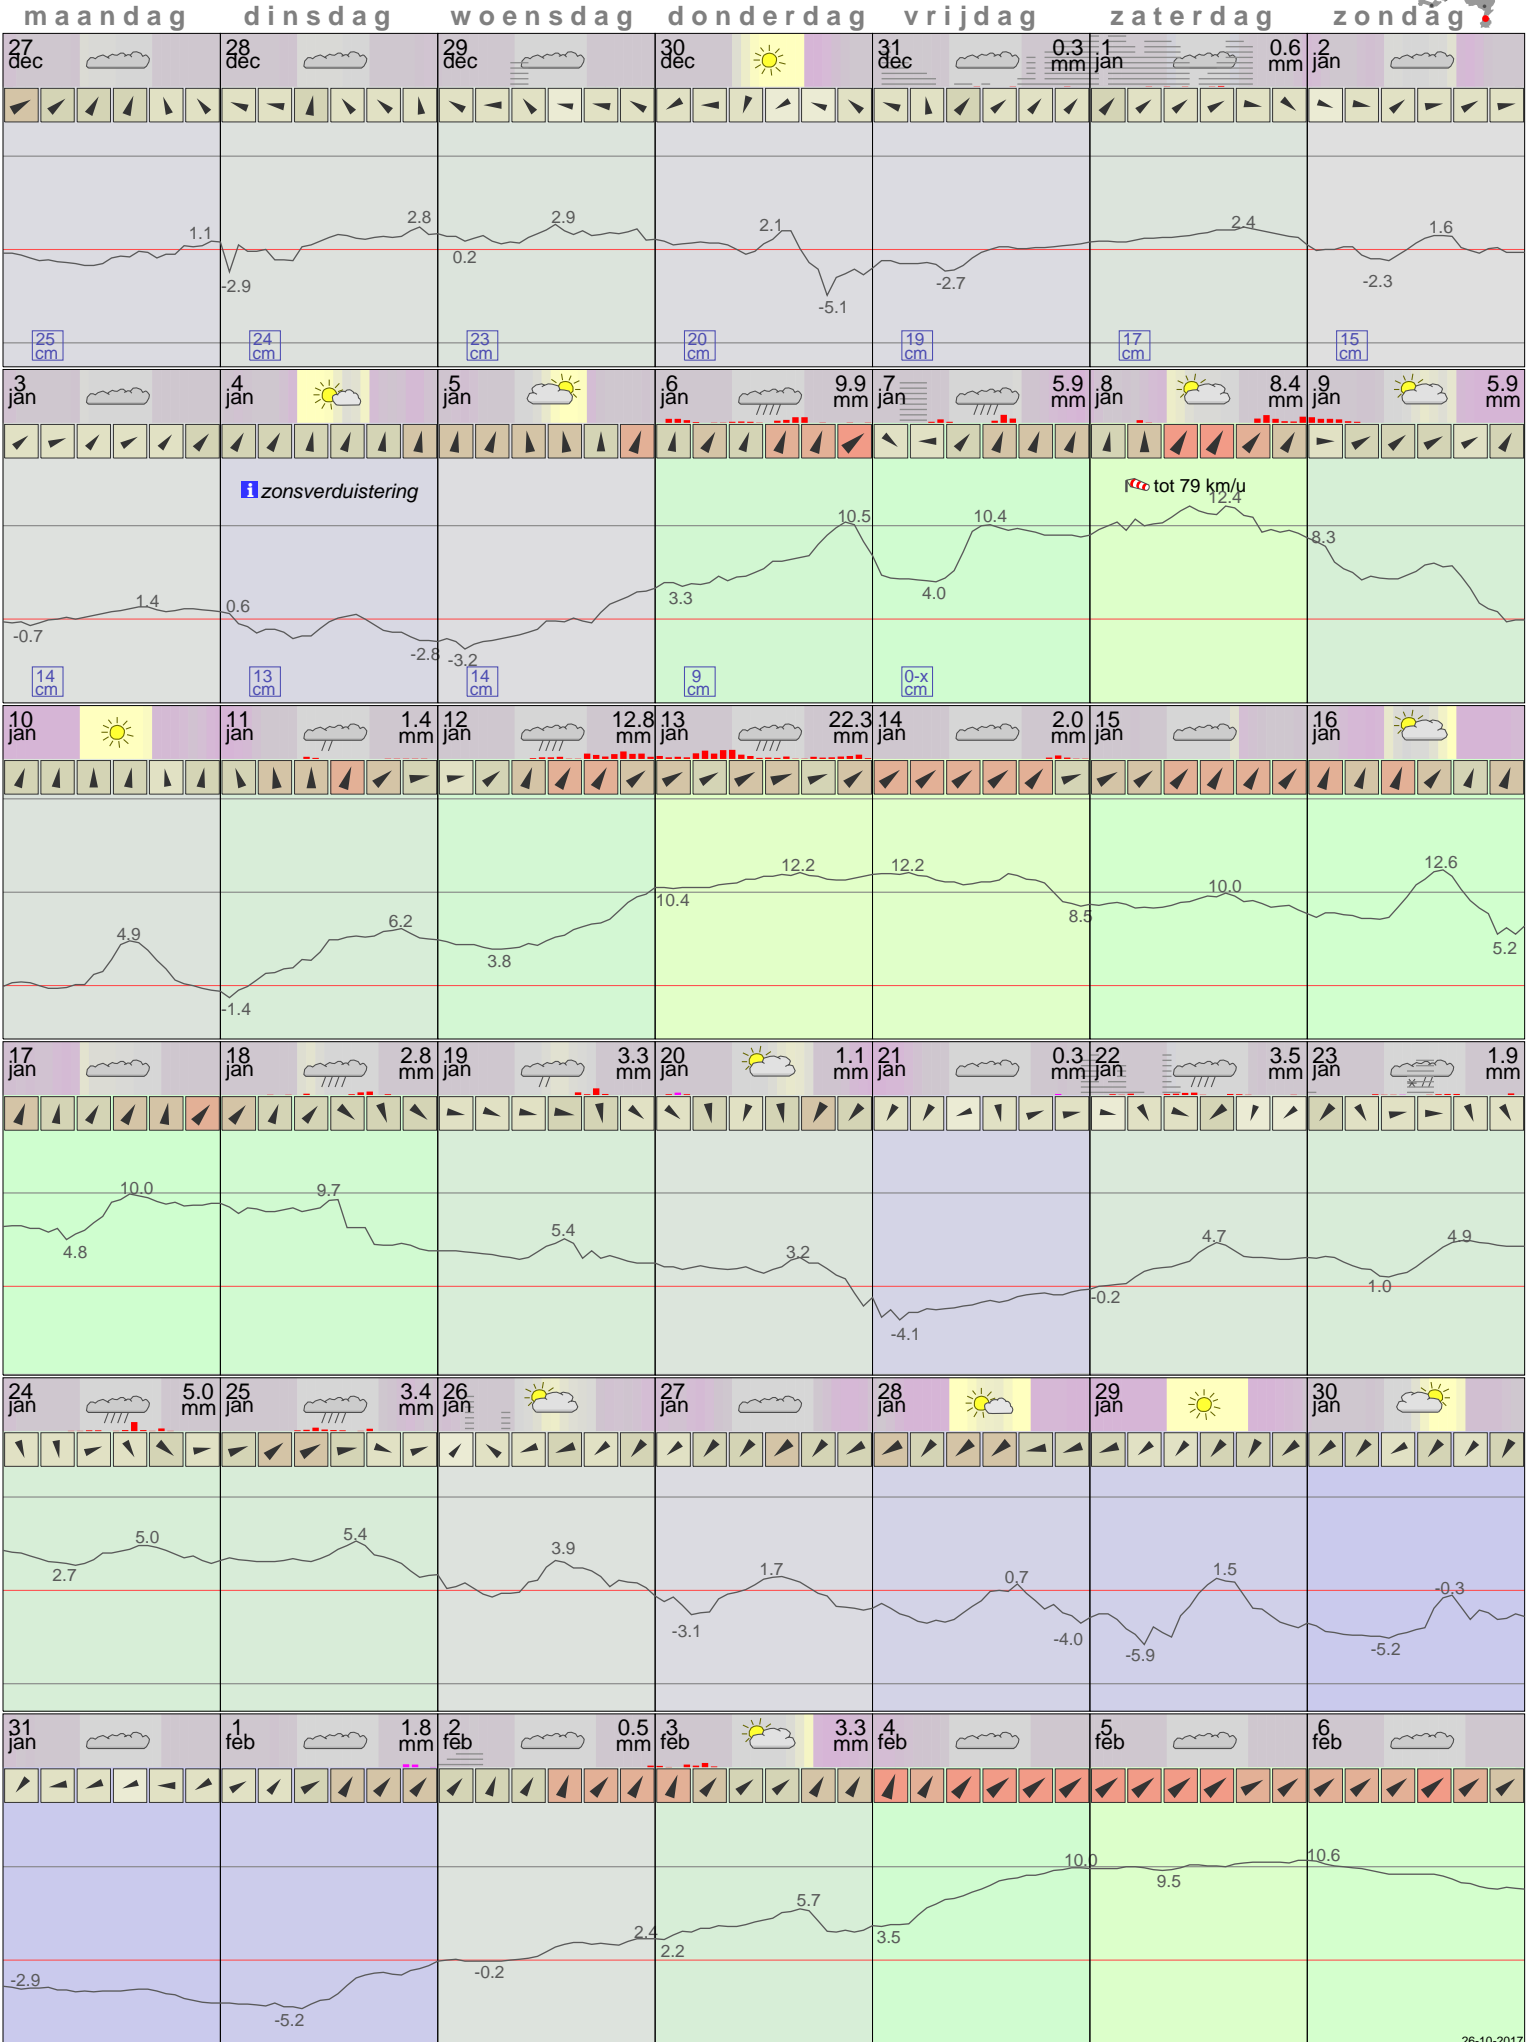 maandag dinsdag woensdag donderdag vrijdag zaterdag zondag
27 dec
28 dec
29 dec
30 dec
31 dec 0.3 mm
1 jan 0.6 mm
2 jan
1.1
-2.9 2.8
0.2 2.9
2.1 -5.1
-2.7
2.4
-2.3 1.6
25 cm
24 cm
23 cm
20 cm
19 cm
17 cm
15 cm
3 jan
4 jan
5 jan
6 jan 9.9 mm
7 jan 5.9 mm
8 jan 8.4 mm
9 jan 5.9 mm
i zonsverduistering
tot 79 km/u
-0.7 1.4
0.6 -2.8
-3.2
3.3 10.5
4.0 10.4
12.4
8.3
14 cm
13 cm
14 cm
9 cm
0-x cm
10 jan
11 jan 1.4 mm
12 jan 12.8 mm
13 jan 22.3 mm
14 jan 2.0 mm
15 jan
16 jan
4.9
-1.4 6.2
3.8
10.4 12.2
12.2 8.5
10.0
12.6 5.2
17 jan
18 jan 2.8 mm
19 jan 3.3 mm
20 jan 1.1 mm
21 jan 0.3 mm
22 jan 3.5 mm
23 jan 1.9 mm
4.8 10.0
9.7
5.4
3.2
-4.1
-0.2 4.7
1.0 4.9
24 jan 5.0 mm
25 jan 3.4 mm
26 jan
27 jan
28 jan
29 jan
30 jan
2.7 5.0
5.4
3.9
-3.1 1.7
0.7 -4.0
-5.9 1.5
-5.2 -0.3
31 jan
1 feb 1.8 mm
2 feb 0.5 mm
3 feb 3.3 mm
4 feb
5 feb
6 feb
-2.9
-5.2
-0.2 2.4
2.2 5.7
3.5 10.0
9.5
10.6
26-10-2017